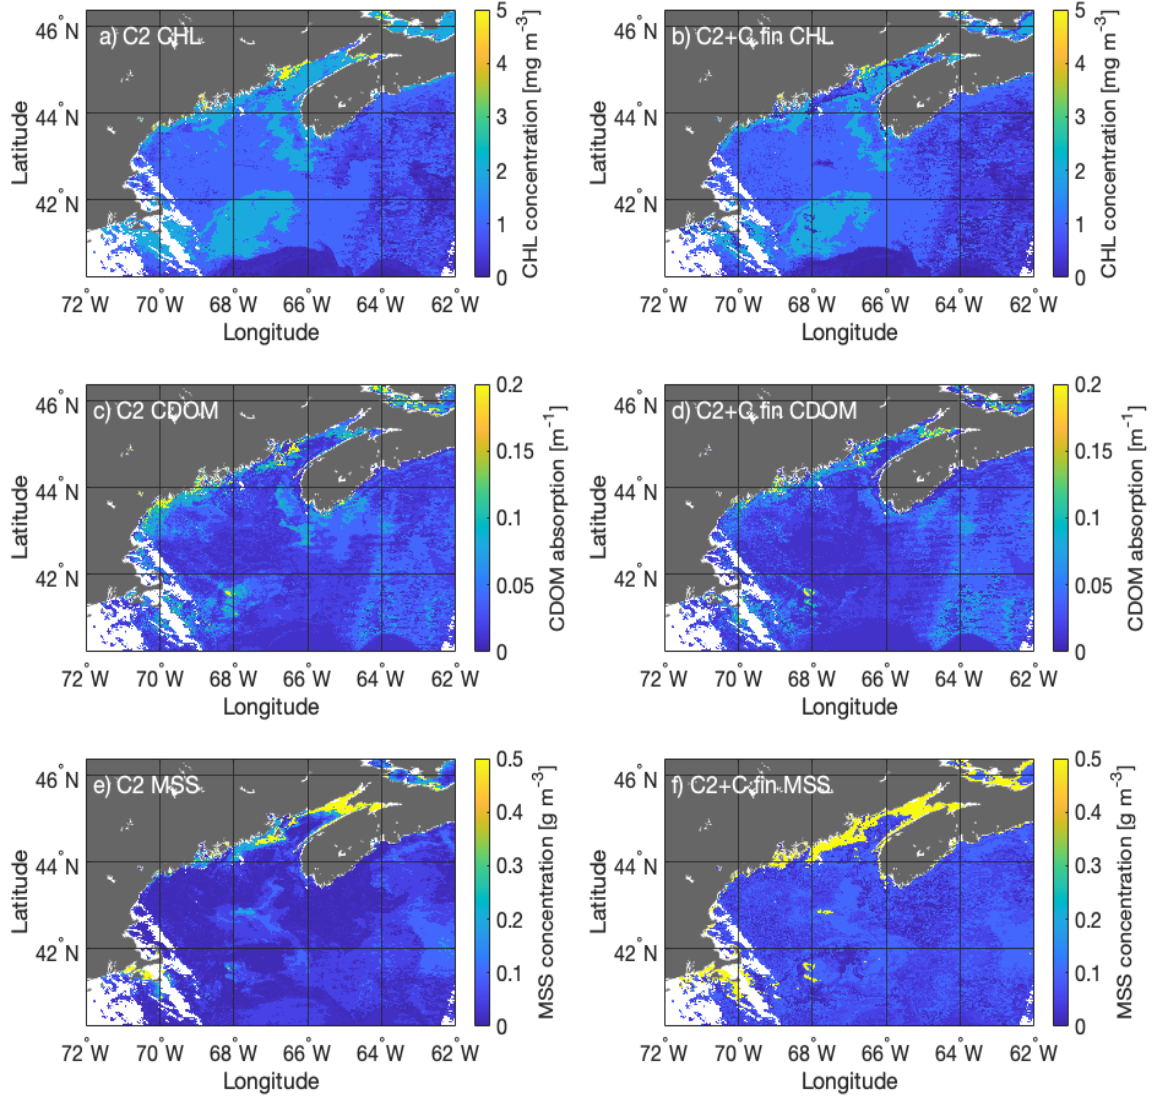 a) C2 CHL
46°N
44°N
42°N
Latitude
72°W 70°W 68°W 66°W 64°W 62°W
Longitude
5
4
3
2
1
0
CHL concentration [mg m-3]
b) C2+C.fin CHL
46°N
44°N
42°N
Latitude
72°W 70°W 68°W 66°W 64°W 62°W
Longitude
5
4
3
2
1
0
CHL concentration [mg m-3]
c) C2 CDOM
46°N
44°N
42°N
Latitude
72°W 70°W 68°W 66°W 64°W 62°W
Longitude
0.2
0.15
0.1
0.05
0
CDOM absorption [m-1]
d) C2+C.fin CDOM
46°N
44°N
42°N
Latitude
72°W 70°W 68°W 66°W 64°W 62°W
Longitude
0.2
0.15
0.1
0.05
0
CDOM absorption [m-1]
e) C2 MSS
46°N
44°N
42°N
Latitude
72°W 70°W 68°W 66°W 64°W 62°W
Longitude
0.5
0.4
0.3
0.2
0.1
0
MSS concentration [g m-3]
f) C2+C.fin MSS
46°N
44°N
42°N
Latitude
72°W 70°W 68°W 66°W 64°W 62°W
Longitude
0.5
0.4
0.3
0.2
0.1
0
MSS concentration [g m-3]